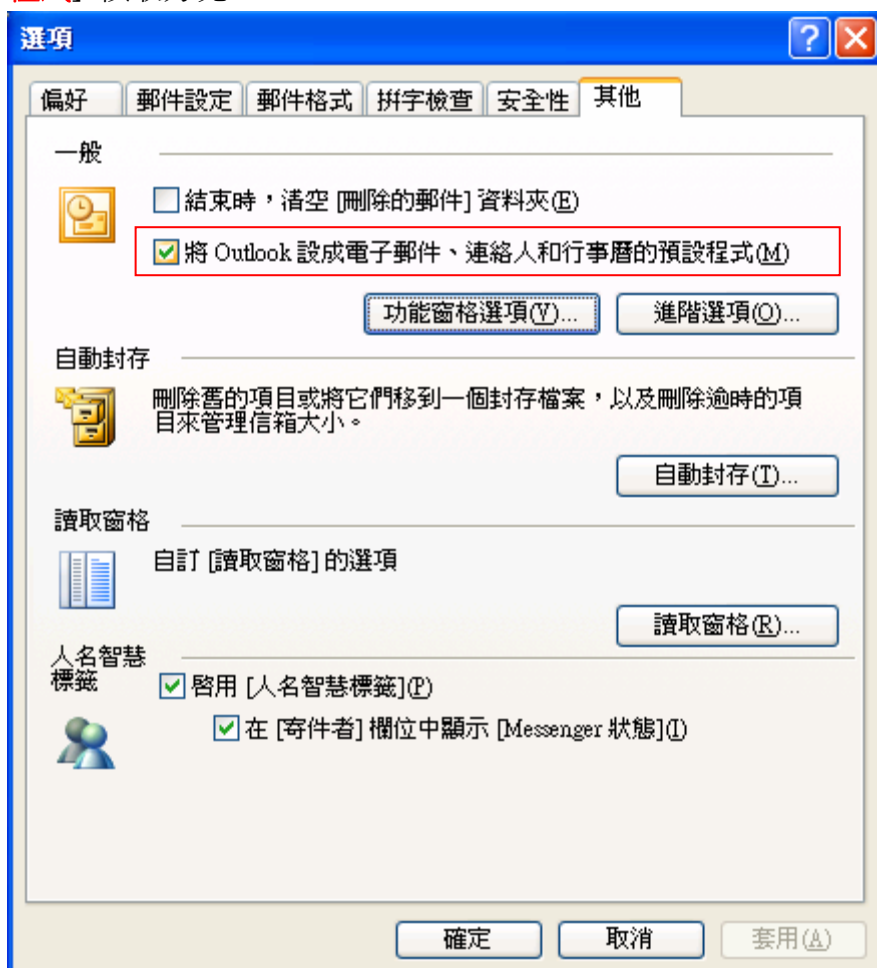 選項
偏好 郵件設定 郵件格式 拼字檢查 安全性 其他
一般
結束時，清空 [刪除的郵件] 資料夾(E)
將 Outlook 設成電子郵件、連絡人和行事曆的預設程式(M)
功能窗格選項(V)... 進階選項(O)...
自動封存
刪除舊的項目或將它們移到一個封存檔案，以及刪除逾時的項
目來管理信箱大小。
自動封存(T)...
讀取窗格
自訂 [讀取窗格] 的選項
讀取窗格(R)...
人名智慧
標籤
啓用 [人名智慧標籤](P)
在 [寄件者] 欄位中顯示 [Messenger 狀態](I)
確定 取消 套用(A)